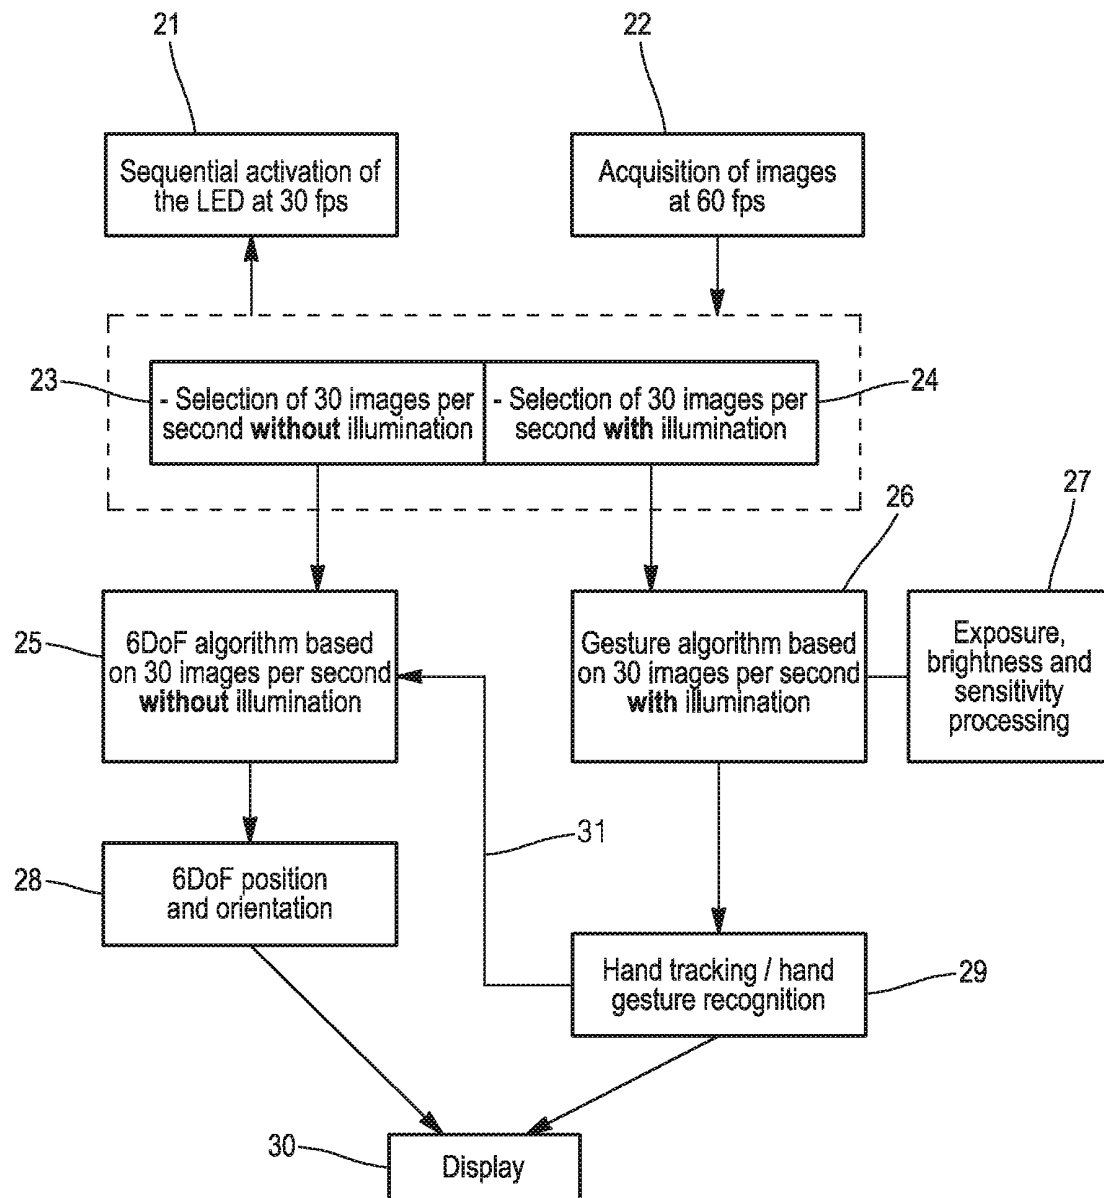 21
22
Sequential activation of
the LED at 30 fps
Acquisition of images
at 60 fps
23
- Selection of 30 images per
second without illumination
- Selection of 30 images per
second with illumination
24
26
27
25
6DoF algorithm based
on 30 images per second
without illumination
Gesture algorithm based
on 30 images per second
with illumination
Exposure,
brightness and
sensitivity
processing
31
28
6DoF position
and orientation
Hand tracking / hand
gesture recognition
29
30
Display